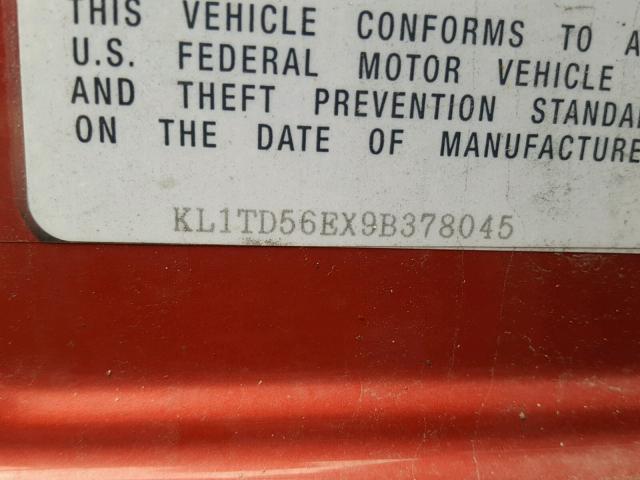 THIS VEHICLE CONFORMS TO A
U.S. FEDERAL MOTOR VEHICLE
AND THEFT PREVENTION STANDA
ON THE DATE OF MANUFACTURE
KL1TD56EX9B378045